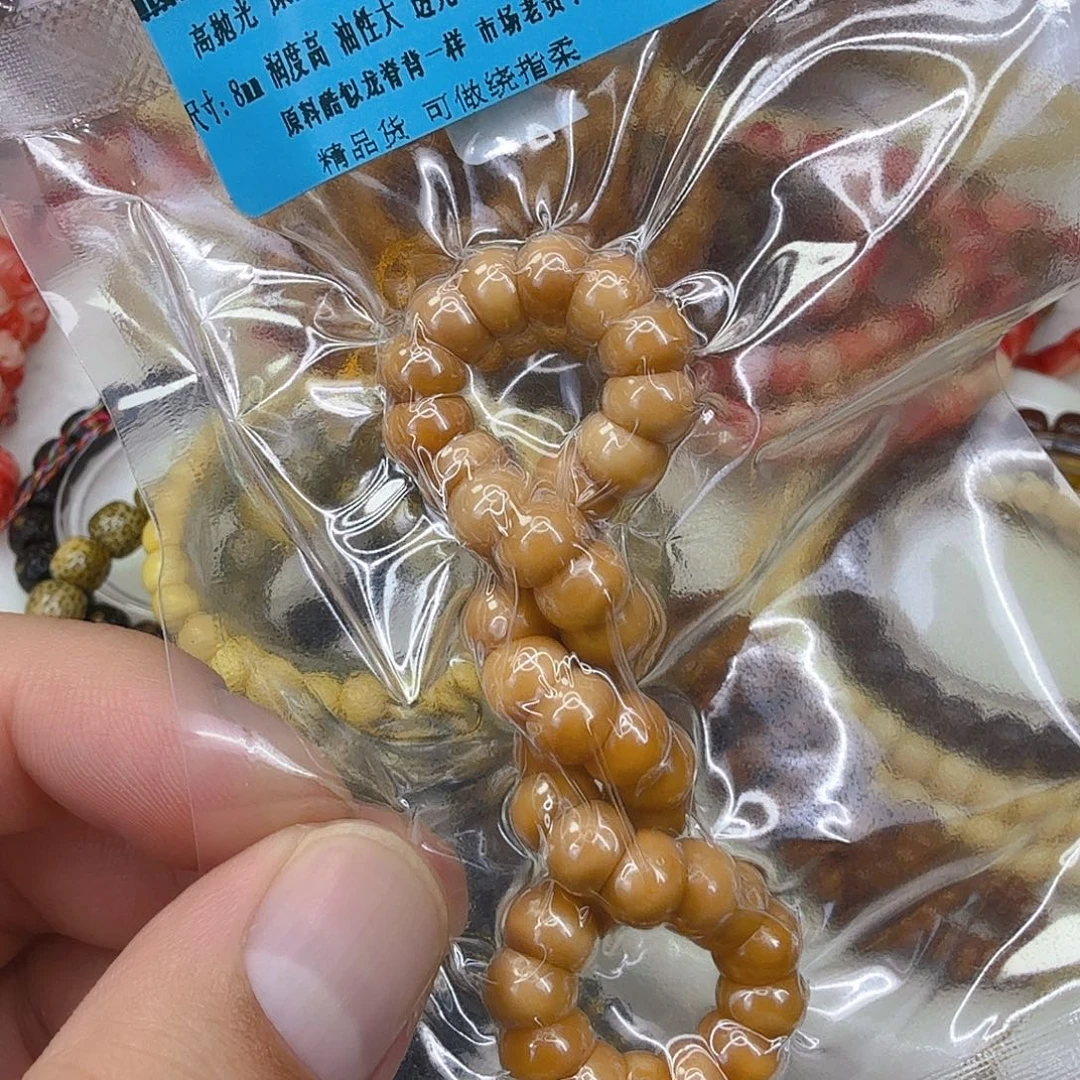 高抛光
尺寸：8mm 润度高 油性大
原料酷似龙脊背一样 市场老货
精品货 可做绕指柔